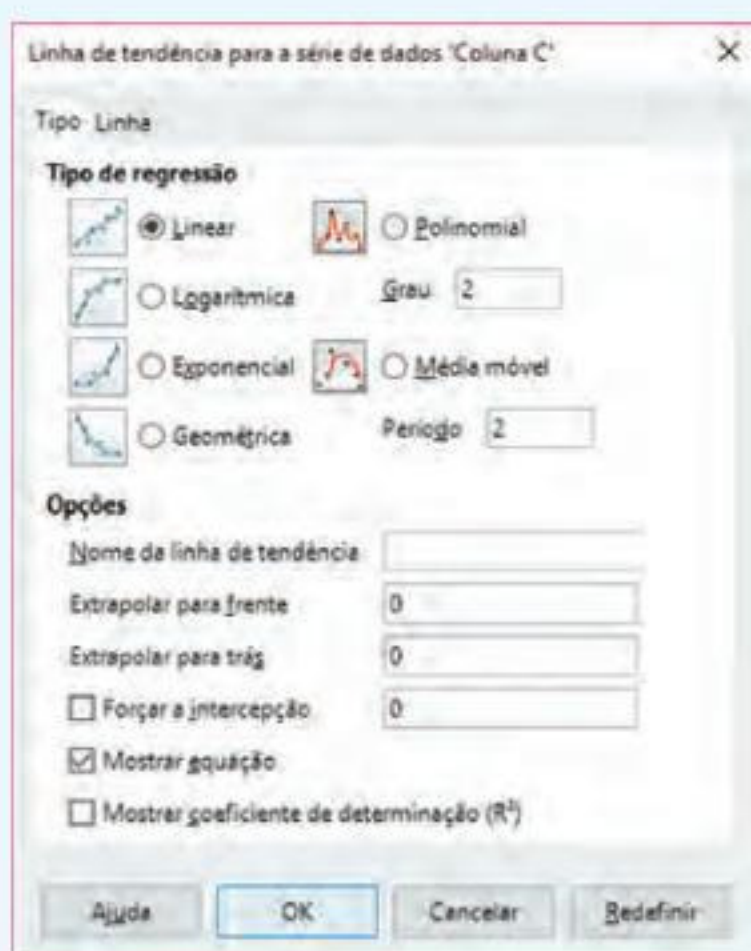 Linha de tendência para a série de dados 'Coluna C' X
Tipo Linha
Tipo de regressão
Linear Polinomial
Logarítmica Grau 2
Exponencial Média móvel
Geométrica Período 2
Opções
Nome da linha de tendência
Extrapolar para frente 0
Extrapolar para trás 0
Forçar a intercepção 0
Mostrar equação
Mostrar coeficiente de determinação (R²)
Ajuda OK Cancelar Redefinir